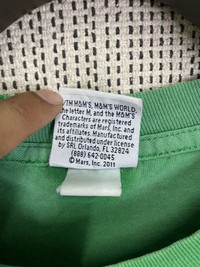 ®/TM M&M'S, M&M'S WORLD,
the letter M, and the M&M'S
Characters are registered
trademarks of Mars, Inc. and
its affiliates. Manufactured
and distributed under license
by SRI, Orlando, FL 32824
(888) 642-0045
© Mars, Inc. 2011